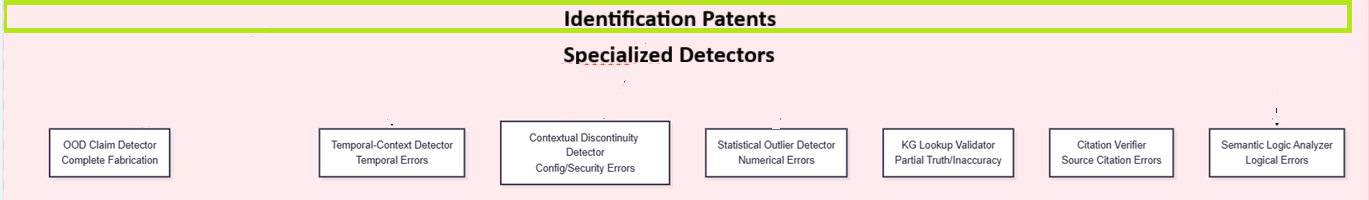 Identification Patents
Specialized Detectors
OOD Claim Detector
Complete Fabrication
Temporal-Context Detector
Temporal Errors
Contextual Discontinuity
Detector
Config/Security Errors
Statistical Outlier Detector
Numerical Errors
KG Lookup Validator
Partial Truth/Inaccuracy
Citation Verifier
Source Citation Errors
Semantic Logic Analyzer
Logical Errors